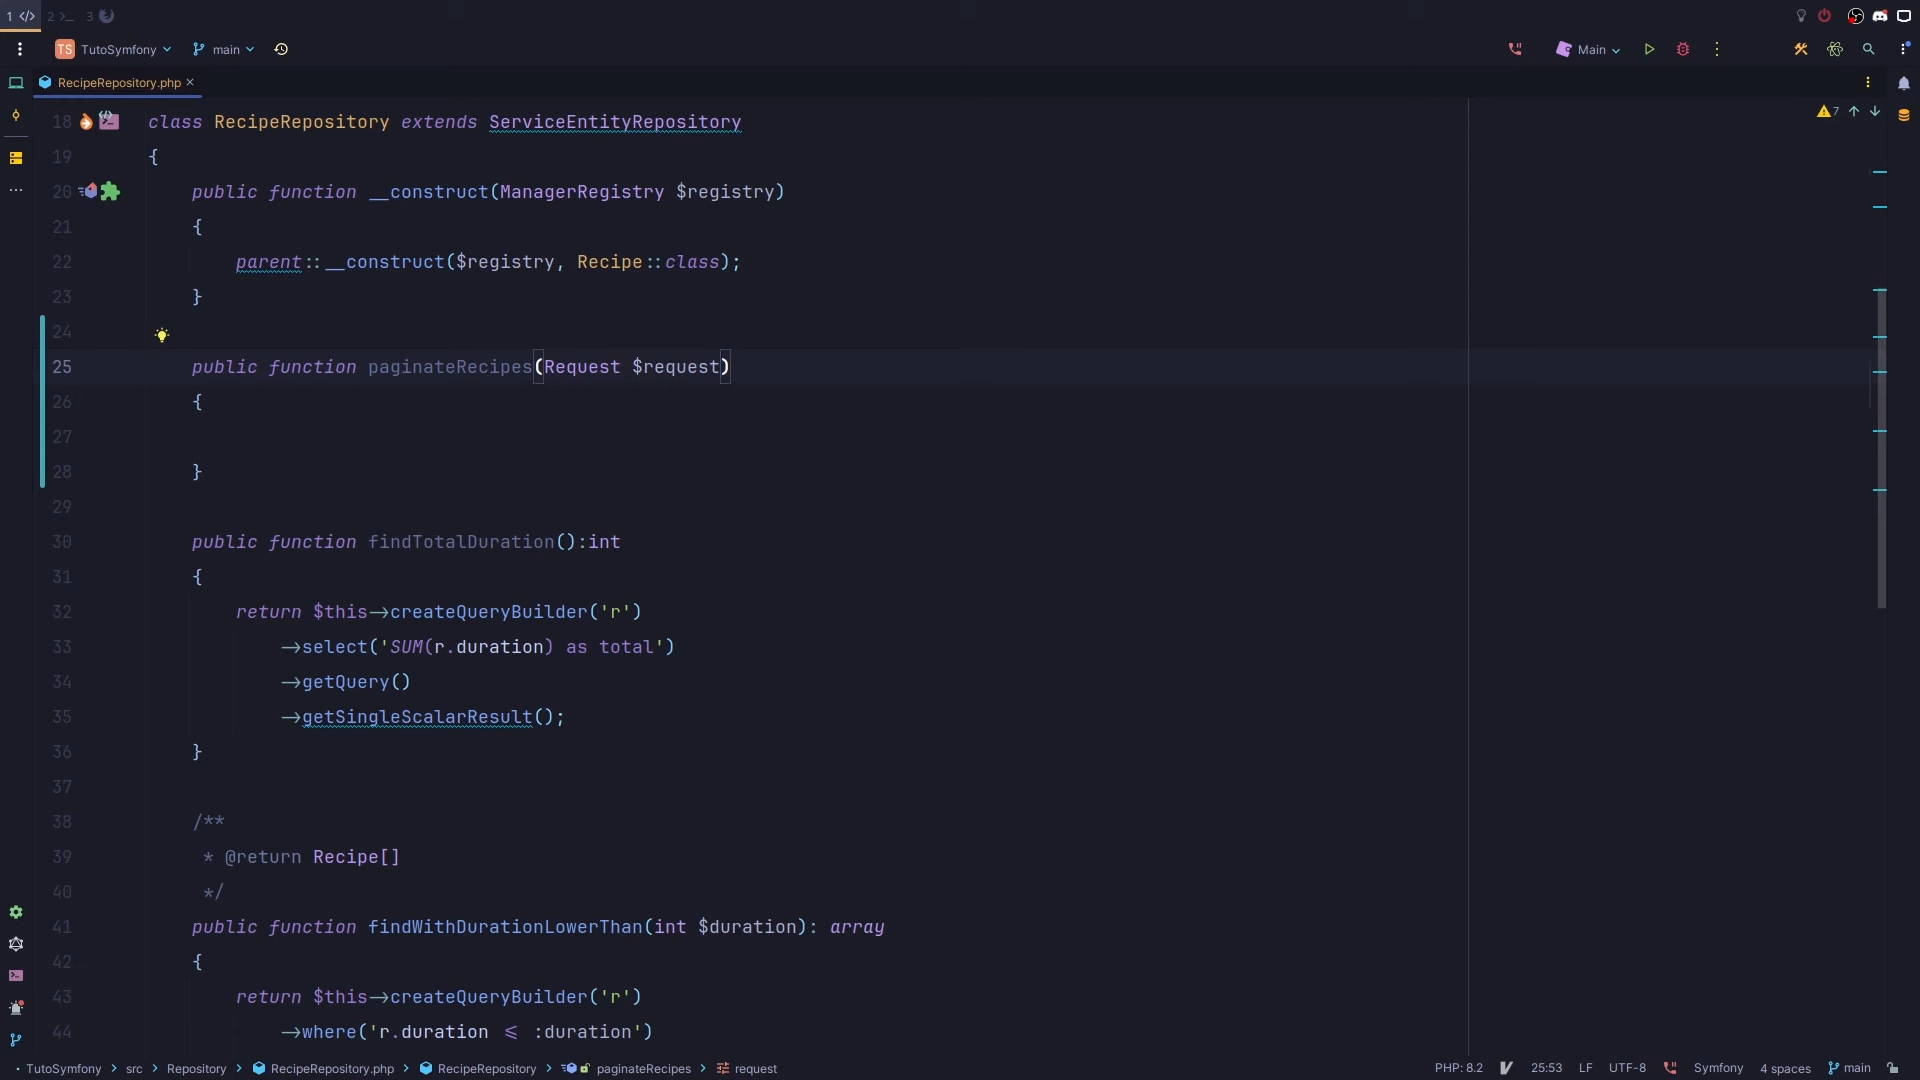 1 </> 2 >_ 3
TS TutoSymfony main Main
RecipeRepository.php ×
7
18 class RecipeRepository extends ServiceEntityRepository
19 {
20 public function __construct(ManagerRegistry $registry)
21 {
22 parent::__construct($registry, Recipe::class);
23 }
24
25 public function paginateRecipes(Request $request)
26 {
27
28 }
29
30 public function findTotalDuration():int
31 {
32 return $this->createQueryBuilder('r')
33 ->select('SUM(r.duration) as total')
34 ->getQuery()
35 ->getSingleScalarResult();
36 }
37
38 /**
39 * @return Recipe[]
40 */
41 public function findWithDurationLowerThan(int $duration): array
42 {
43 return $this->createQueryBuilder('r')
44 ->where('r.duration <= :duration')
TutoSymfony > src > Repository > RecipeRepository.php > RecipeRepository > paginateRecipes > request PHP: 8.2 25:53 LF UTF-8 Symfony 4 spaces main